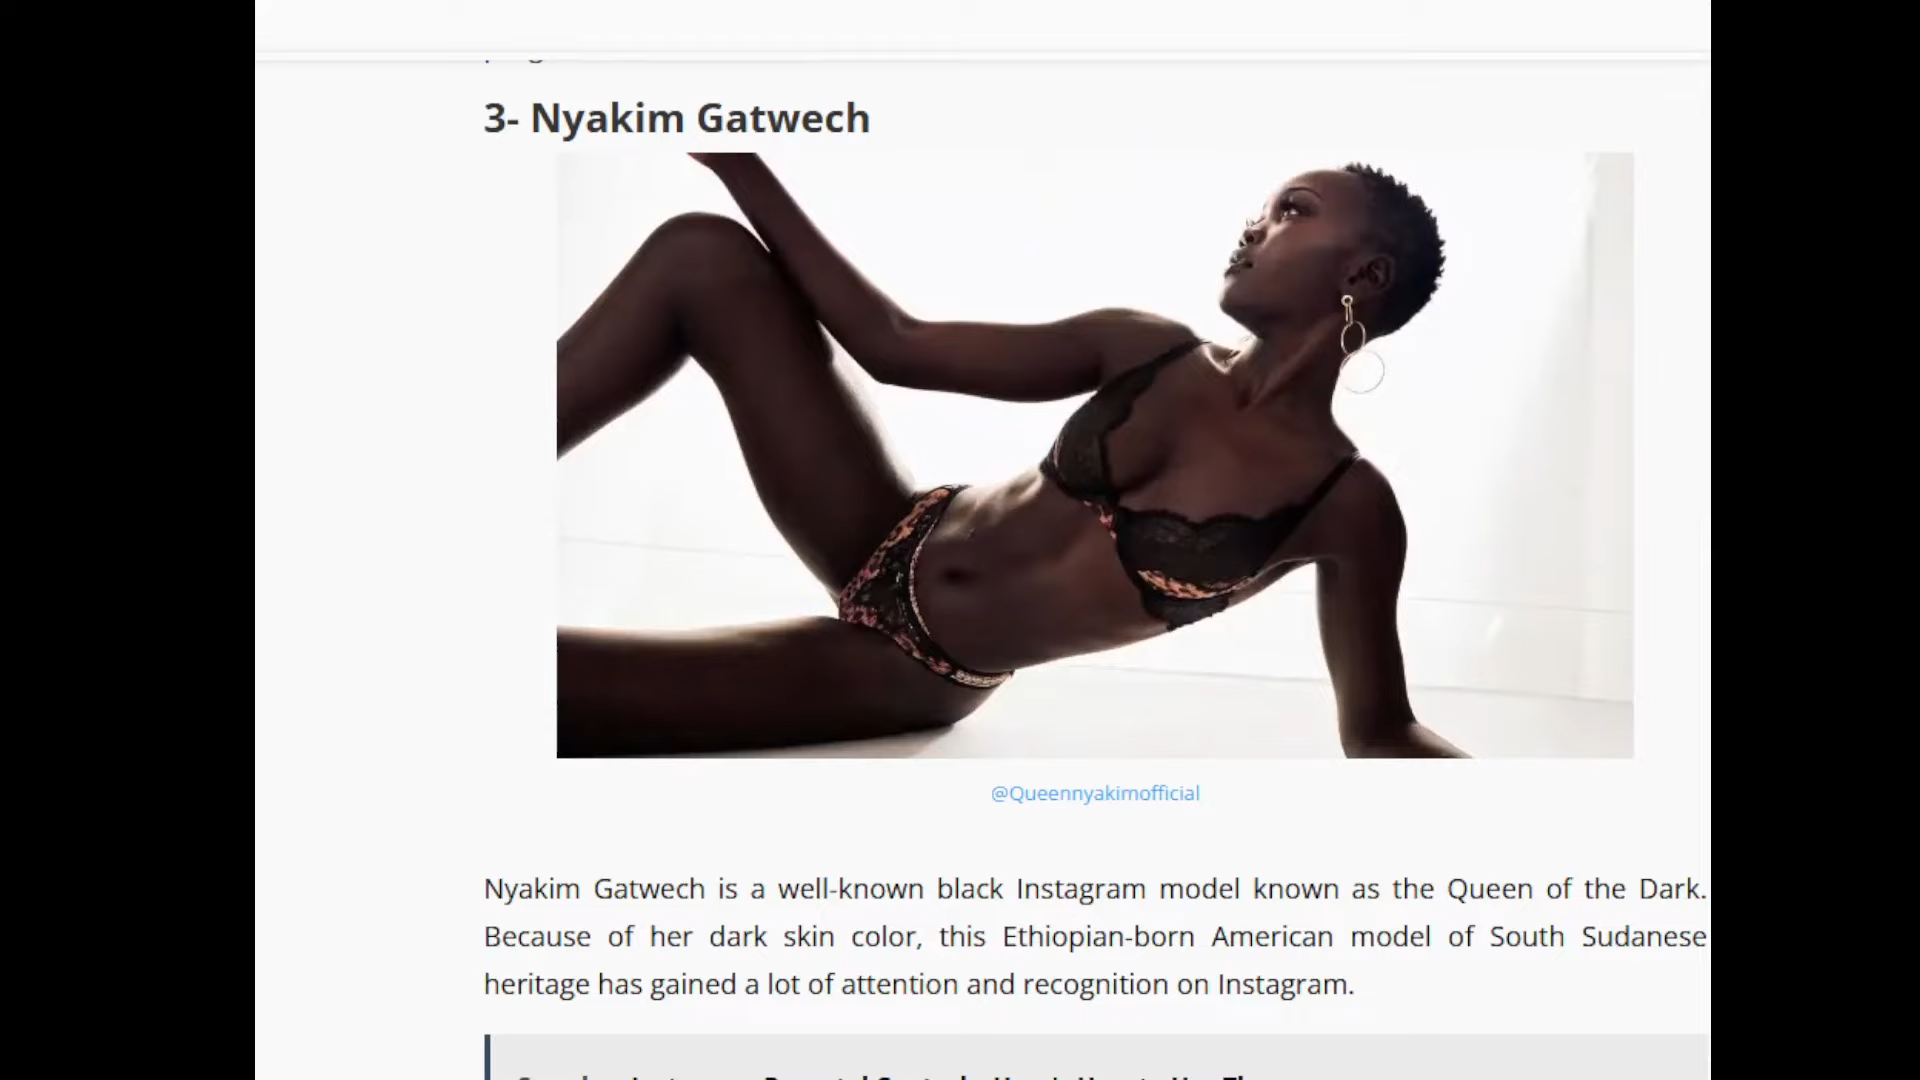 3- Nyakim Gatwech
@Queennyakimofficial
Nyakim Gatwech is a well-known black Instagram model known as the Queen of the Dark.
Because of her dark skin color, this Ethiopian-born American model of South Sudanese
heritage has gained a lot of attention and recognition on Instagram.